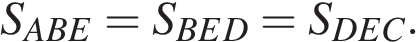 S_{ABE} = S_{BED} = S_{DEC}.